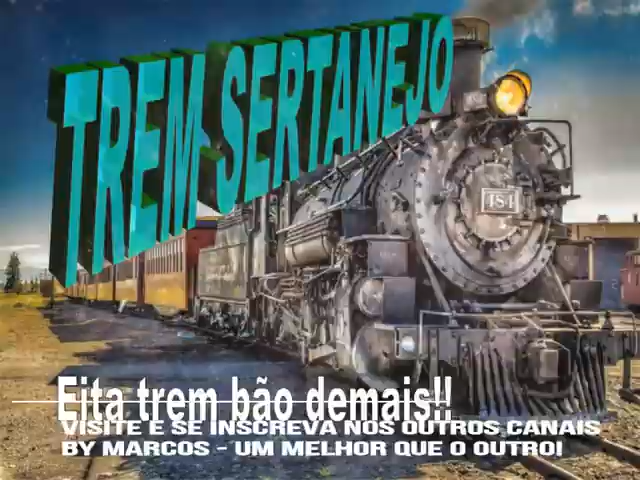 TREM SERTANEJO
484
Eita trem bão demais!!
VISITE E SE INSCREVA NOS OUTROS CANAIS
BY MARCOS - UM MELHOR QUE O OUTRO!